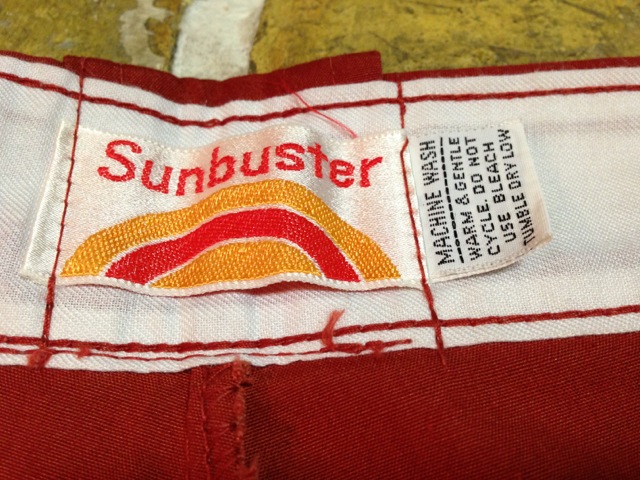 Sunbuster
MACHINE WASH
WARM & GENTLE
CYCLE. DO NOT
USE BLEACH
TUMBLE DRY LOW